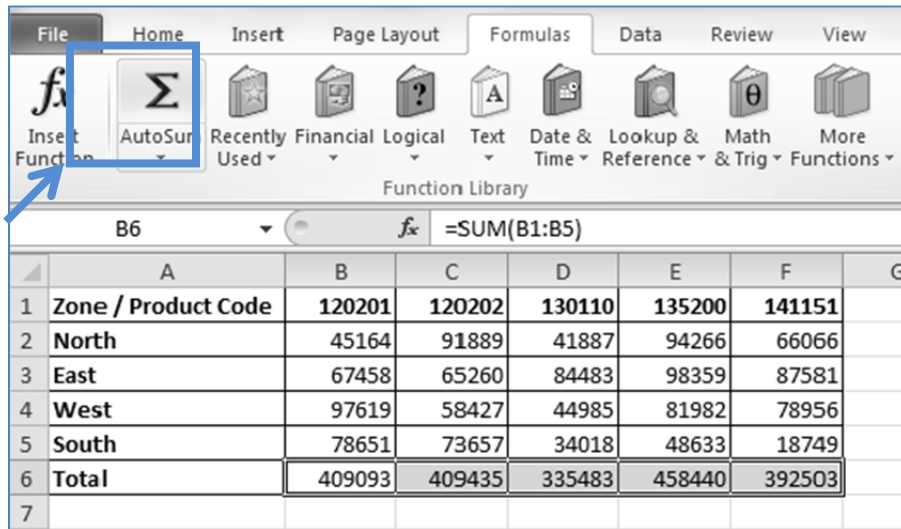 File Home Insert Page Layout Formulas Data Review View
fx Σ ? A θ
Insert Function AutoSum Recently Used Financial Logical Text Date & Time Lookup & Reference Math & Trig More Functions
Function Library
B6 fx =SUM(B1:B5)
A B C D E F G
1 Zone / Product Code 120201 120202 130110 135200 141151
2 North 45164 91889 41887 94266 66066
3 East 67458 65260 84483 98359 87581
4 West 97619 58427 44985 81982 78956
5 South 78651 73657 34018 48633 18749
6 Total 409093 409435 335483 458440 392503
7